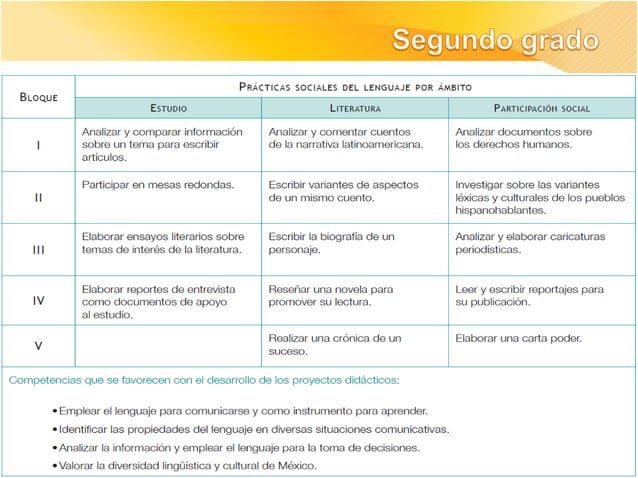 Segundo grado
BLOQUE
PRÁCTICAS SOCIALES DEL LENGUAJE POR ÁMBITO
ESTUDIO
LITERATURA
PARTICIPACIÓN SOCIAL
I
Analizar y comparar información
sobre un tema para escribir
artículos.
Analizar y comentar cuentos
de la narrativa latinoamericana.
Analizar documentos sobre
los derechos humanos.
II
Participar en mesas redondas.
Escribir variantes de aspectos
de un mismo cuento.
Investigar sobre las variantes
léxicas y culturales de los pueblos
hispanohablantes.
III
Elaborar ensayos literarios sobre
temas de interés de la literatura.
Escribir la biografía de un
personaje.
Analizar y elaborar caricaturas
periodísticas.
IV
Elaborar reportes de entrevista
como documentos de apoyo
al estudio.
Reseñar una novela para
promover su lectura.
Leer y escribir reportajes para
su publicación.
V
Realizar una crónica de un
suceso.
Elaborar una carta poder.
Competencias que se favorecen con el desarrollo de los proyectos didácticos:
• Emplear el lenguaje para comunicarse y como instrumento para aprender.
• Identificar las propiedades del lenguaje en diversas situaciones comunicativas.
• Analizar la información y emplear el lenguaje para la toma de decisiones.
• Valorar la diversidad lingüística y cultural de México.